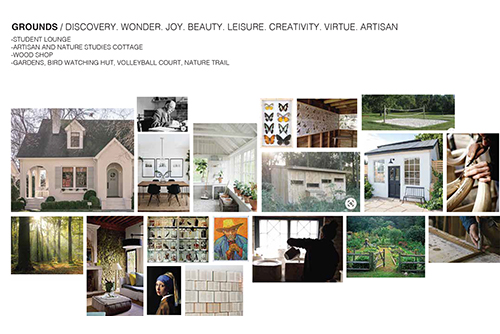 GROUNDS / DISCOVERY. WONDER. JOY. BEAUTY. LEISURE. CREATIVITY. VIRTUE. ARTISAN
-STUDENT LOUNGE
-ARTISAN AND NATURE STUDIES COTTAGE
-WOOD SHOP
-GARDENS, BIRD WATCHING HUT, VOLLEYBALL COURT, NATURE TRAIL